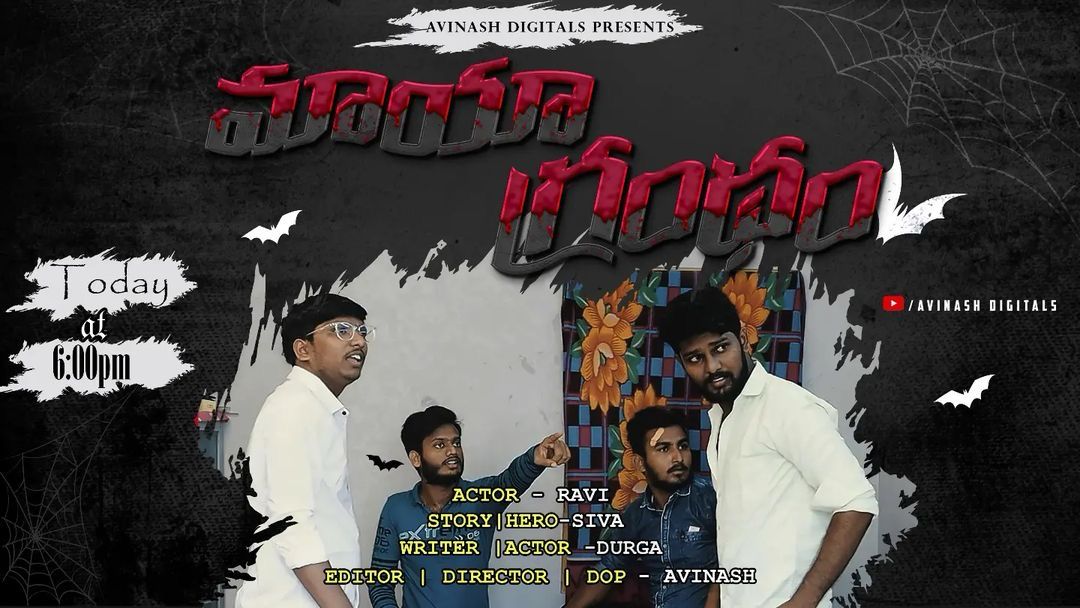 AVINASH DIGITALS PRESENTS
మాయా
గ్రంథం
Today
at
6:00pm
/AVINASH DIGITALS
ACTOR - RAVI
STORY|HERO-SIVA
WRITER |ACTOR -DURGA
EDITOR | DIRECTOR | DOP - AVINASH